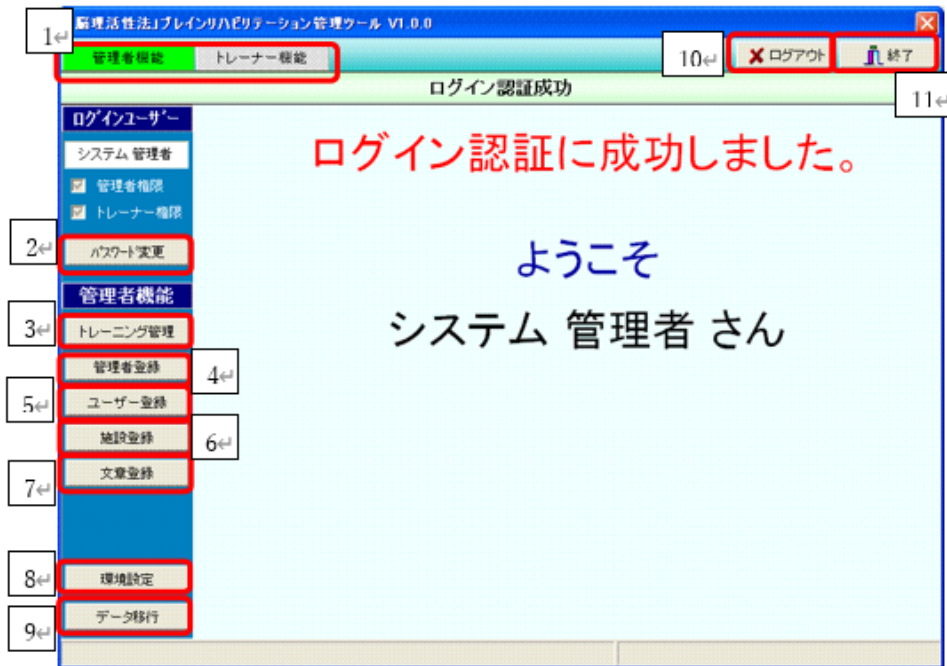 脳理活性法」ブレインリハビリテーション管理ツール V1.0.0
1↵
管理者機能
トレーナー機能
10↵
ログアウト
終了
11↵
ログイン認証成功
ログインユーザー
システム 管理者
管理者権限
トレーナー権限
2↵
パスワード変更
管理者機能
3↵
トレーニング管理
管理者登録
4↵
5↵
ユーザー登録
施設登録
6↵
7↵
文章登録
8↵
環境設定
9↵
データ移行
ログイン認証に成功しました。
ようこそ
システム 管理者 さん